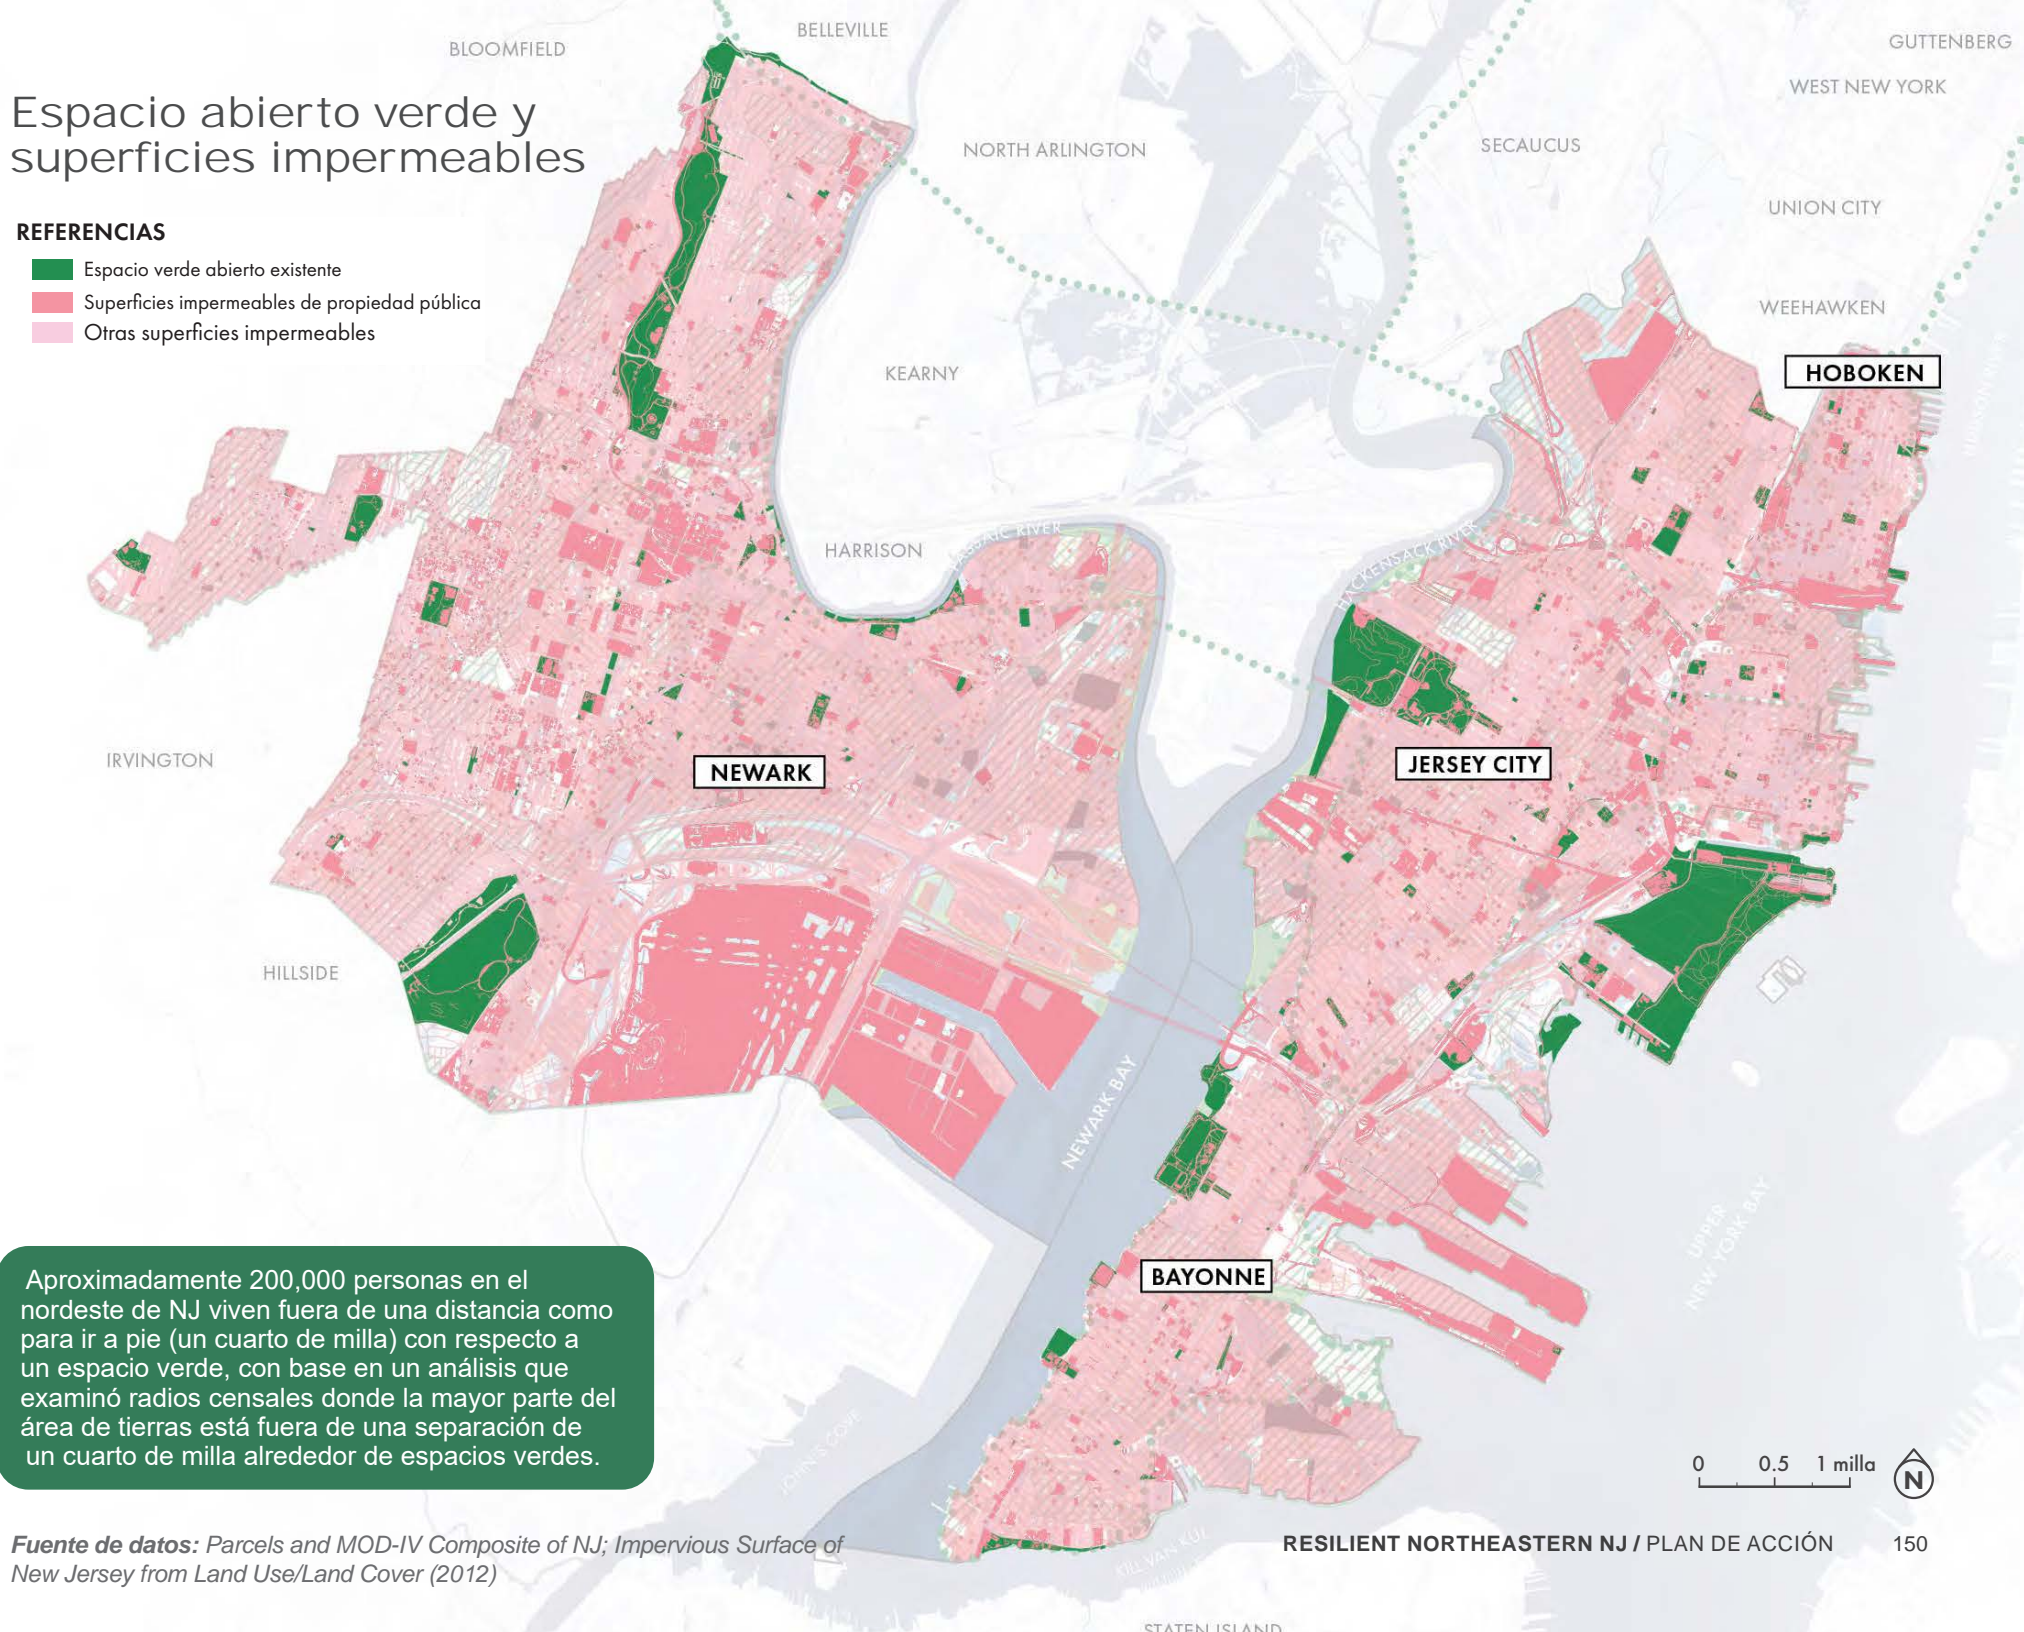 BLOOMFIELD
BELLEVILLE
GUTTENBERG
WEST NEW YORK
Espacio abierto verde y
superficies impermeables
NORTH ARLINGTON
SECAUCUS
UNION CITY
REFERENCIAS
Espacio verde abierto existente
Superficies impermeables de propiedad pública
Otras superficies impermeables
WEEHAWKEN
HOBOKEN
HUDSON RIVER
KEARNY
HARRISON
PASSAIC RIVER
HACKENSACK RIVER
IRVINGTON
NEWARK
JERSEY CITY
HILLSIDE
NEWARK BAY
UPPER
NEW YORK BAY
BAYONNE
Aproximadamente 200,000 personas en el
nordeste de NJ viven fuera de una distancia como
para ir a pie (un cuarto de milla) con respecto a
un espacio verde, con base en un análisis que
examinó radios censales donde la mayor parte del
área de tierras está fuera de una separación de
un cuarto de milla alrededor de espacios verdes.
JOHN'S COVE
0 0.5 1 milla
N
Fuente de datos: Parcels and MOD-IV Composite of NJ; Impervious Surface of
New Jersey from Land Use/Land Cover (2012)
KILL VAN KUL
RESILIENT NORTHEASTERN NJ / PLAN DE ACCIÓN 150
STATEN ISLAND